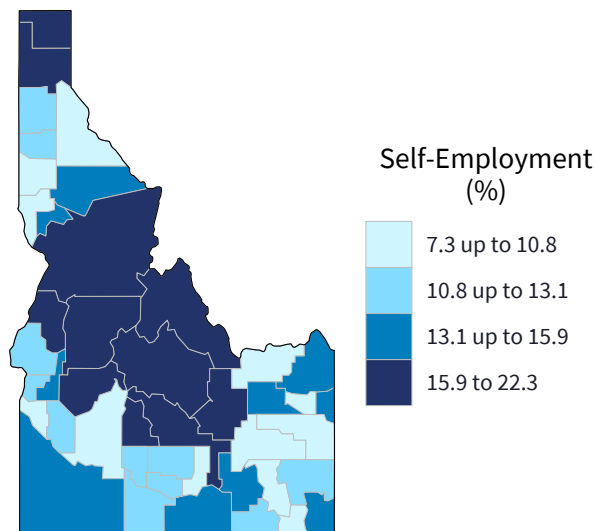 Self-Employment
(%)
7.3 up to 10.8
10.8 up to 13.1
13.1 up to 15.9
15.9 to 22.3